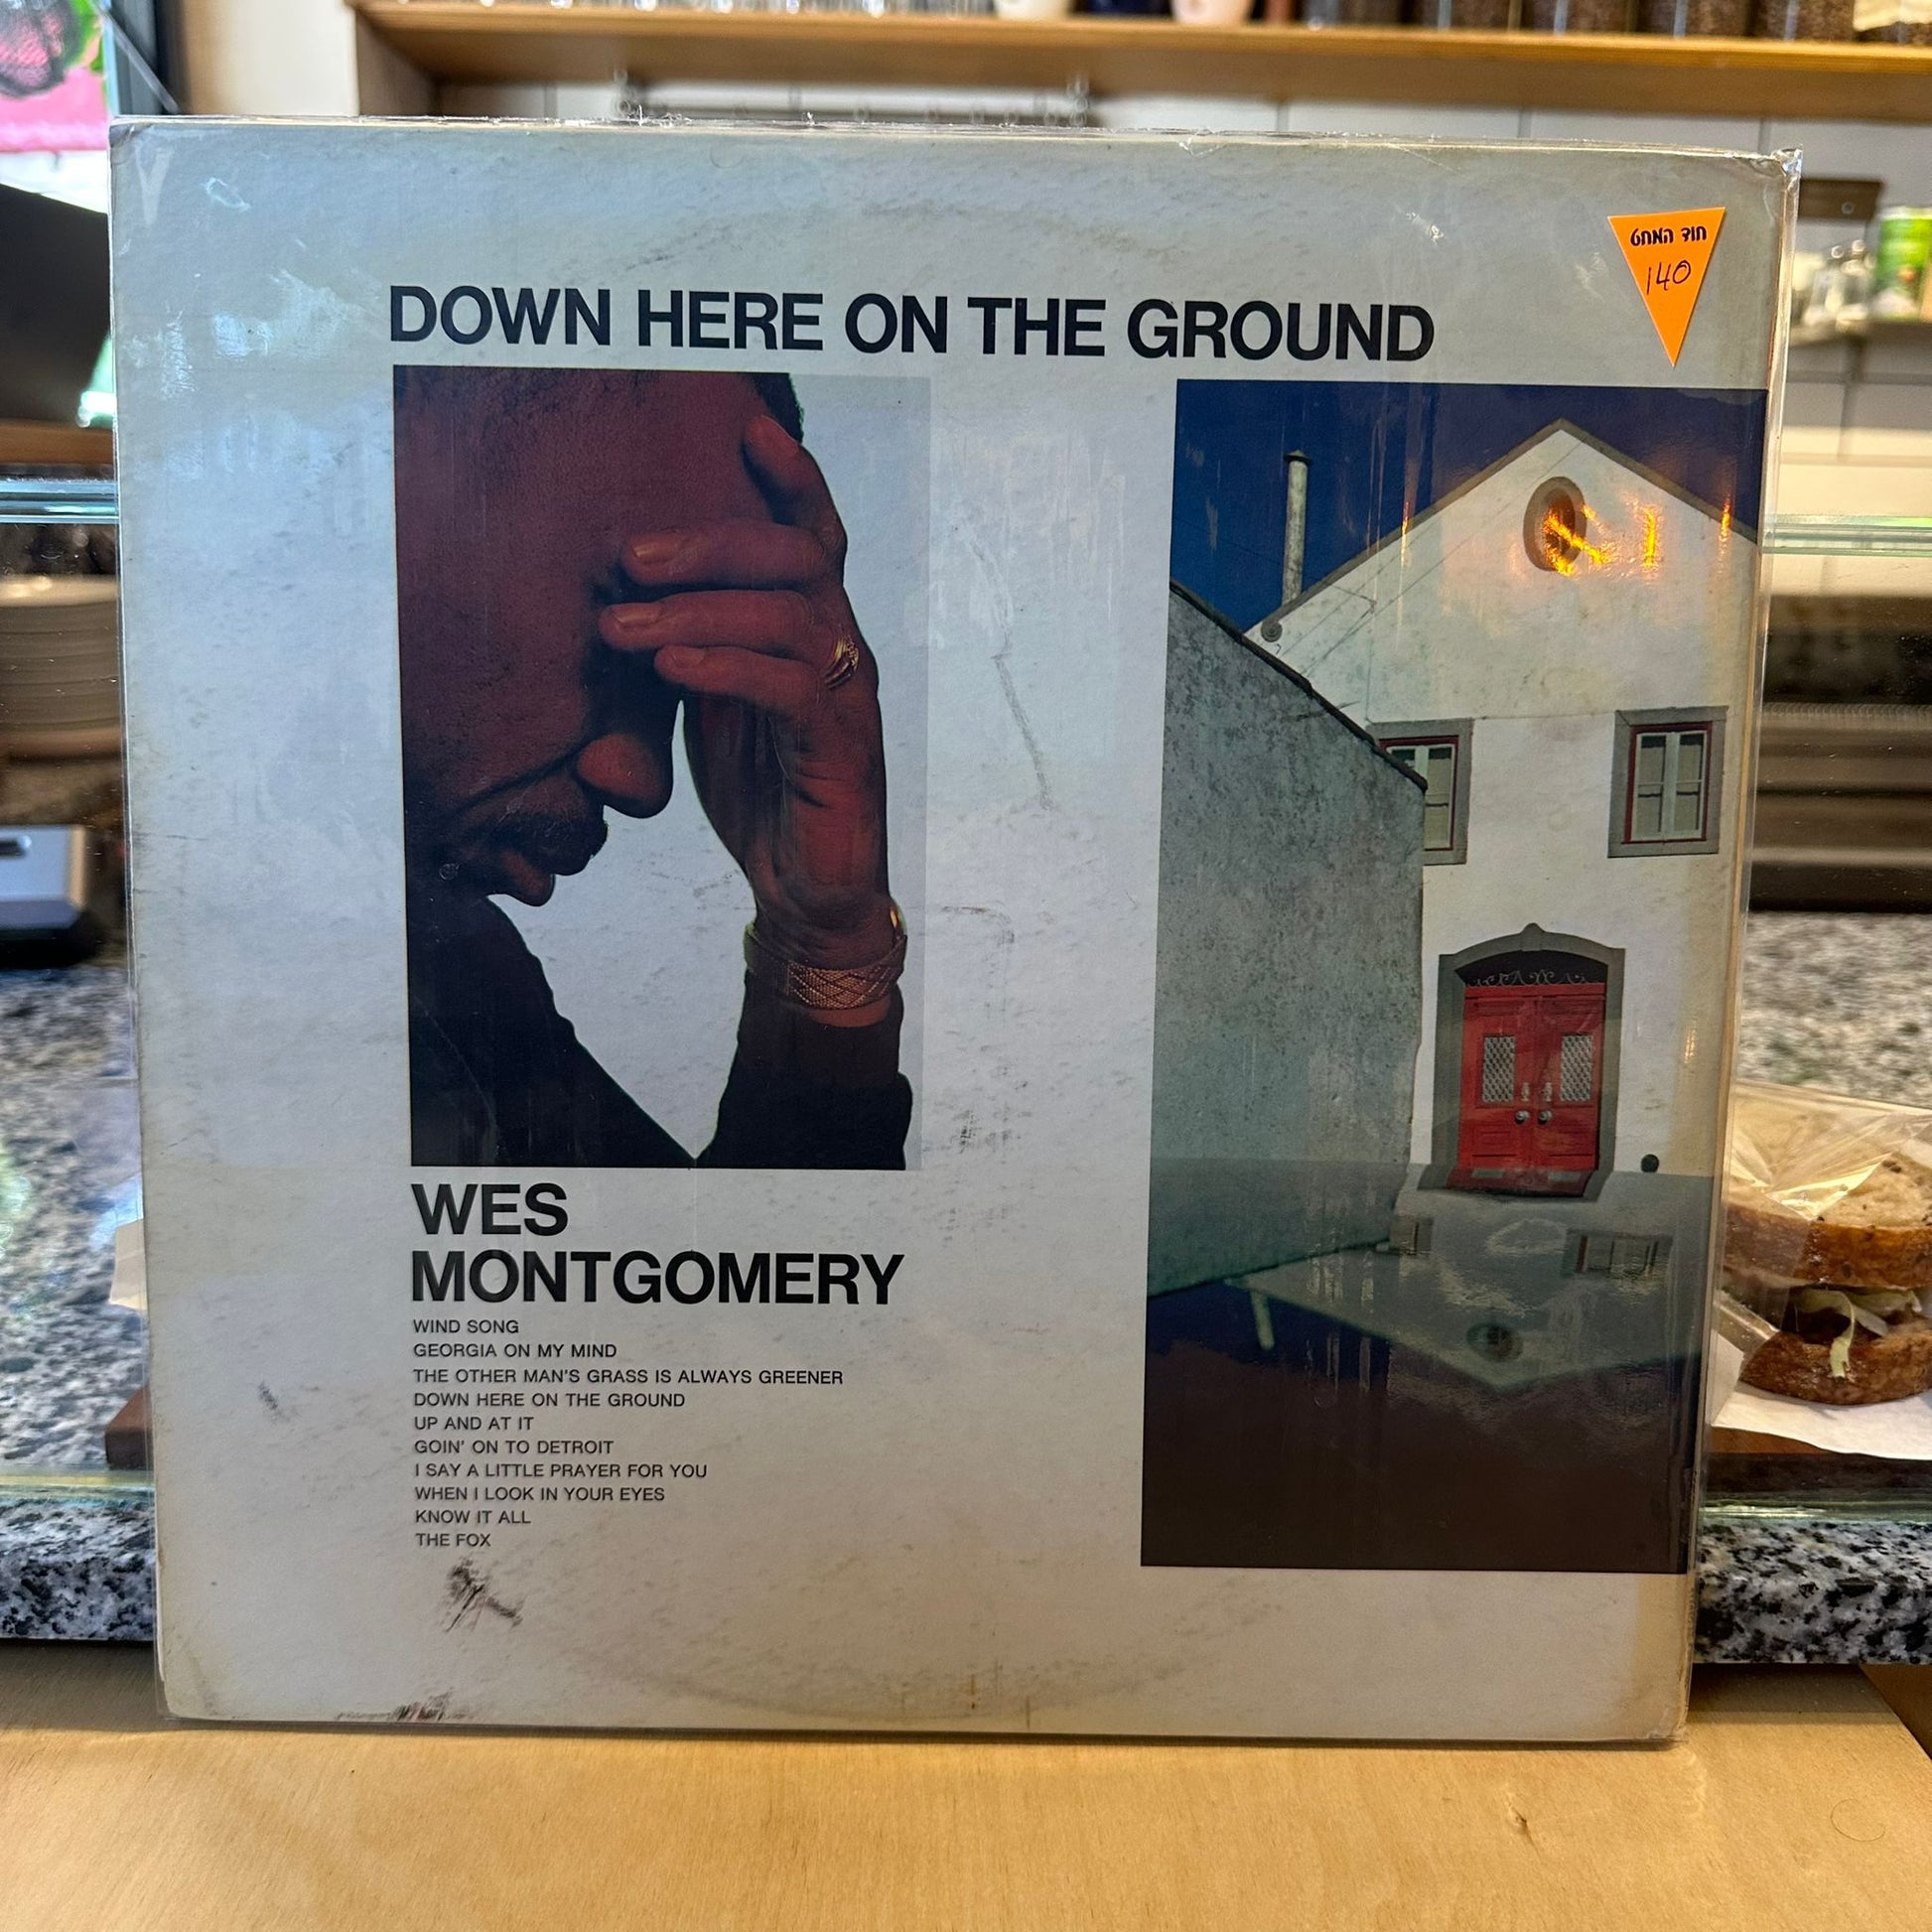 חוד המחט
140
DOWN HERE ON THE GROUND
WES
MONTGOMERY
WIND SONG
GEORGIA ON MY MIND
THE OTHER MAN'S GRASS IS ALWAYS GREENER
DOWN HERE ON THE GROUND
UP AND AT IT
GOIN' ON TO DETROIT
I SAY A LITTLE PRAYER FOR YOU
WHEN I LOOK IN YOUR EYES
KNOW IT ALL
THE FOX